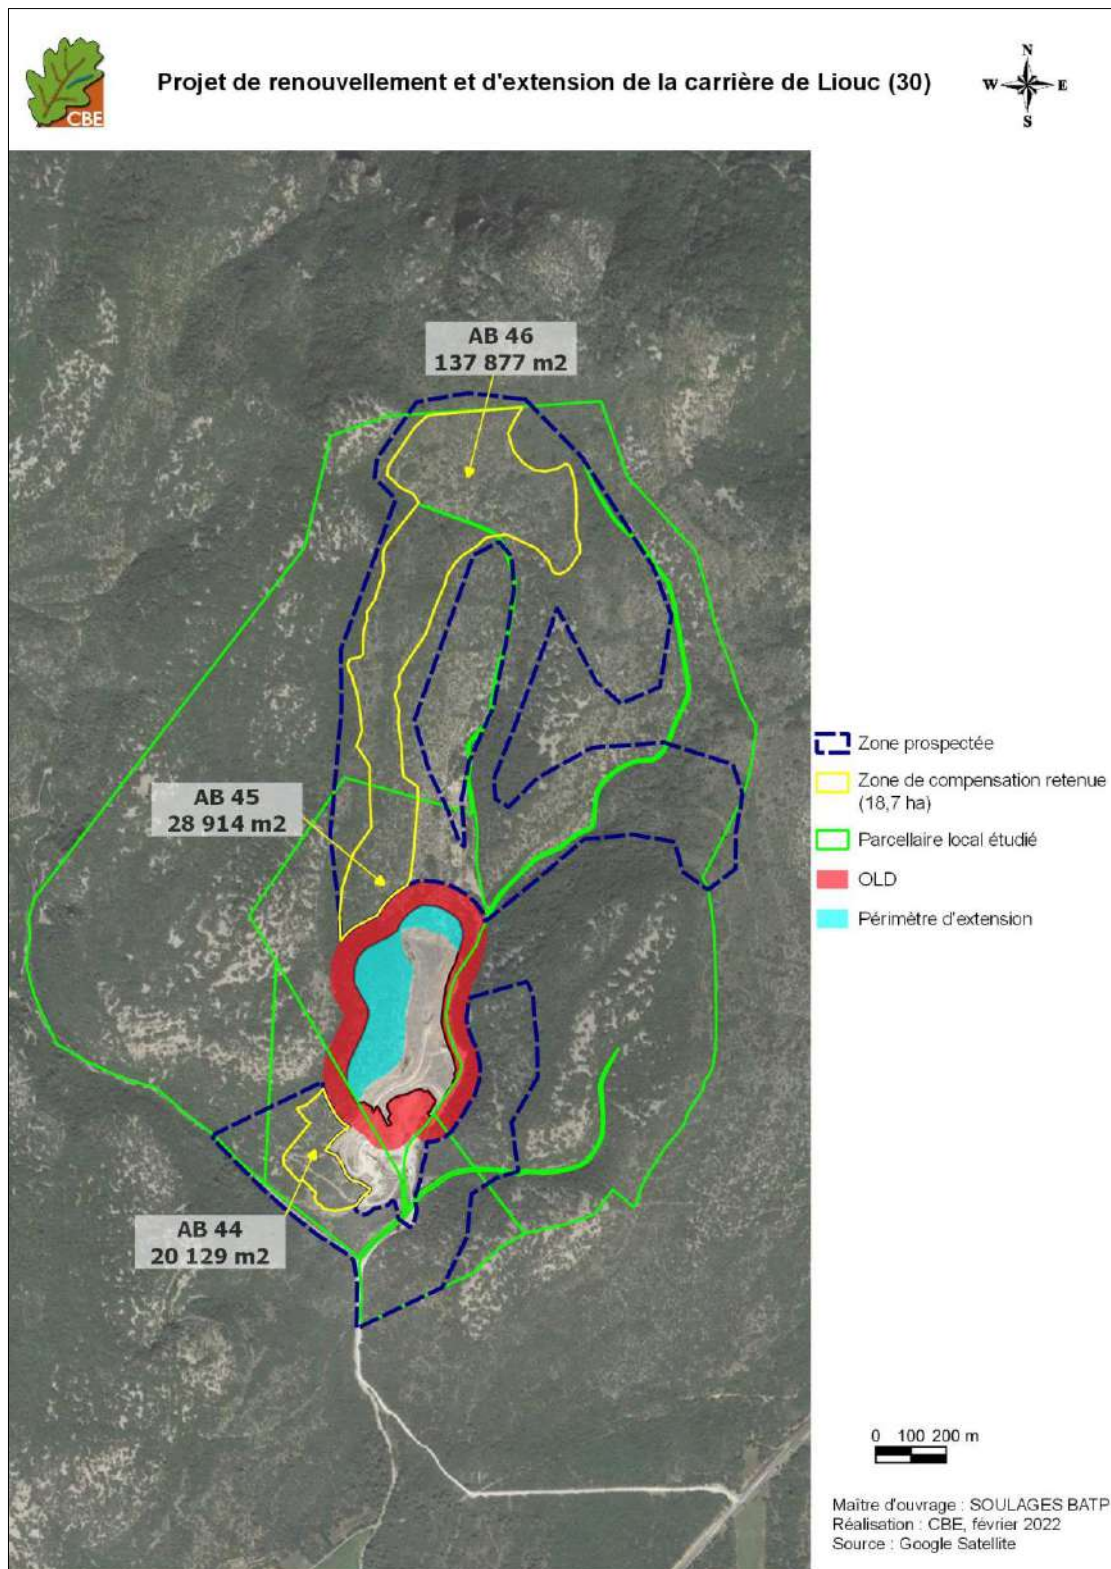 CBE
Projet de renouvellement et d'extension de la carrière de Liouc (30)
N
W
E
S
AB 46
137 877 m2
AB 45
28 914 m2
AB 44
20 129 m2
Zone prospectée
Zone de compensation retenue
(18,7 ha)
Parcellaire local étudié
OLD
Périmètre d'extension
0 100 200 m
Maître d'ouvrage : SOULAGES BATP
Réalisation : CBE, février 2022
Source : Google Satellite